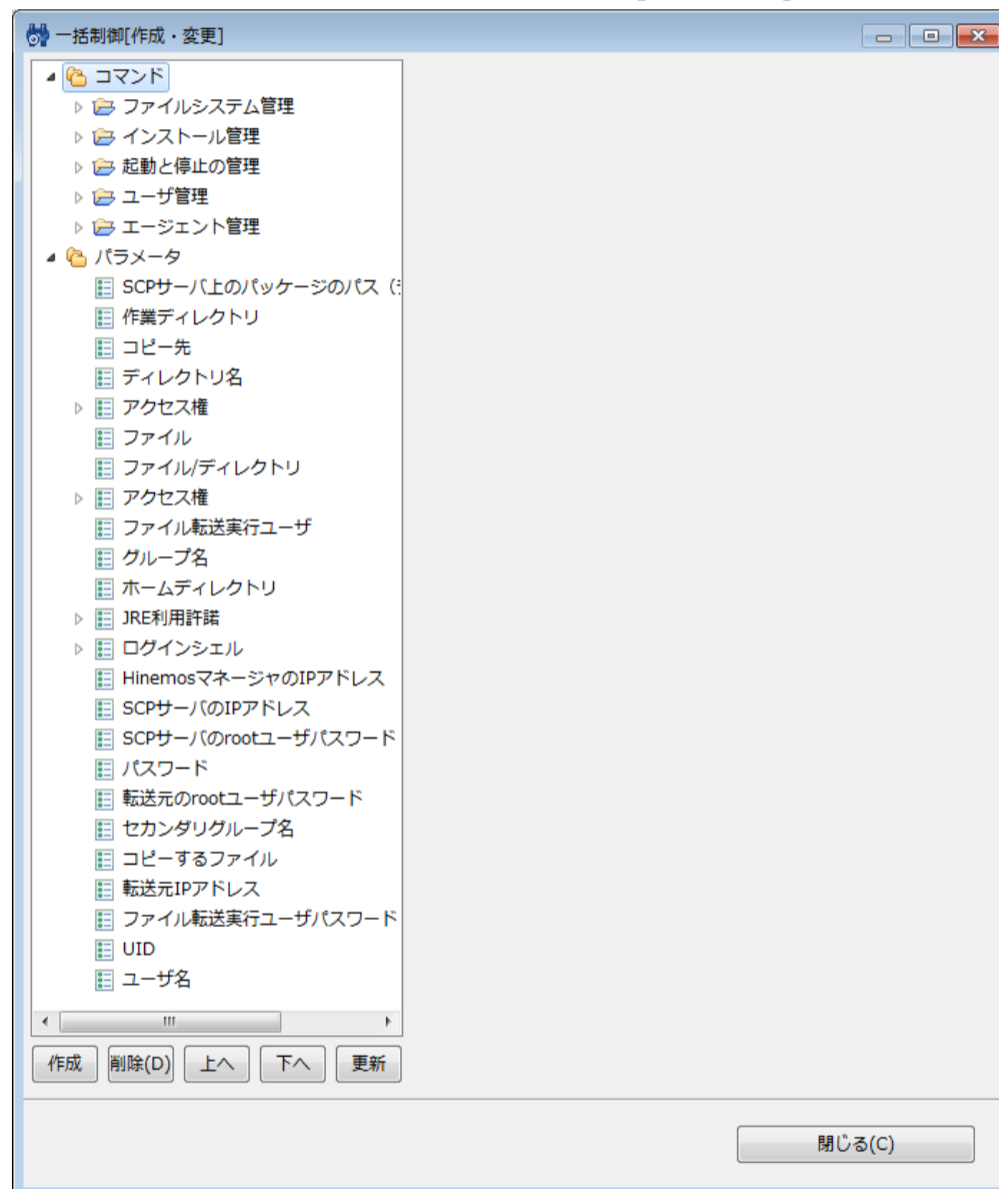 一括制御[作成・変更]
コマンド
ファイルシステム管理
インストール管理
起動と停止の管理
ユーザ管理
エージェント管理
パラメータ
SCPサーバ上のパッケージのパス（
作業ディレクトリ
コピー先
ディレクトリ名
アクセス権
ファイル
ファイル/ディレクトリ
アクセス権
ファイル転送実行ユーザ
グループ名
ホームディレクトリ
JRE利用許諾
ログインシェル
HinemosマネージャのIPアドレス
SCPサーバのIPアドレス
SCPサーバのrootユーザパスワード
パスワード
転送元のrootユーザパスワード
セカンダリグループ名
コピーするファイル
転送元IPアドレス
ファイル転送実行ユーザパスワード
UID
ユーザ名
作成 削除(D) 上へ 下へ 更新
閉じる(C)